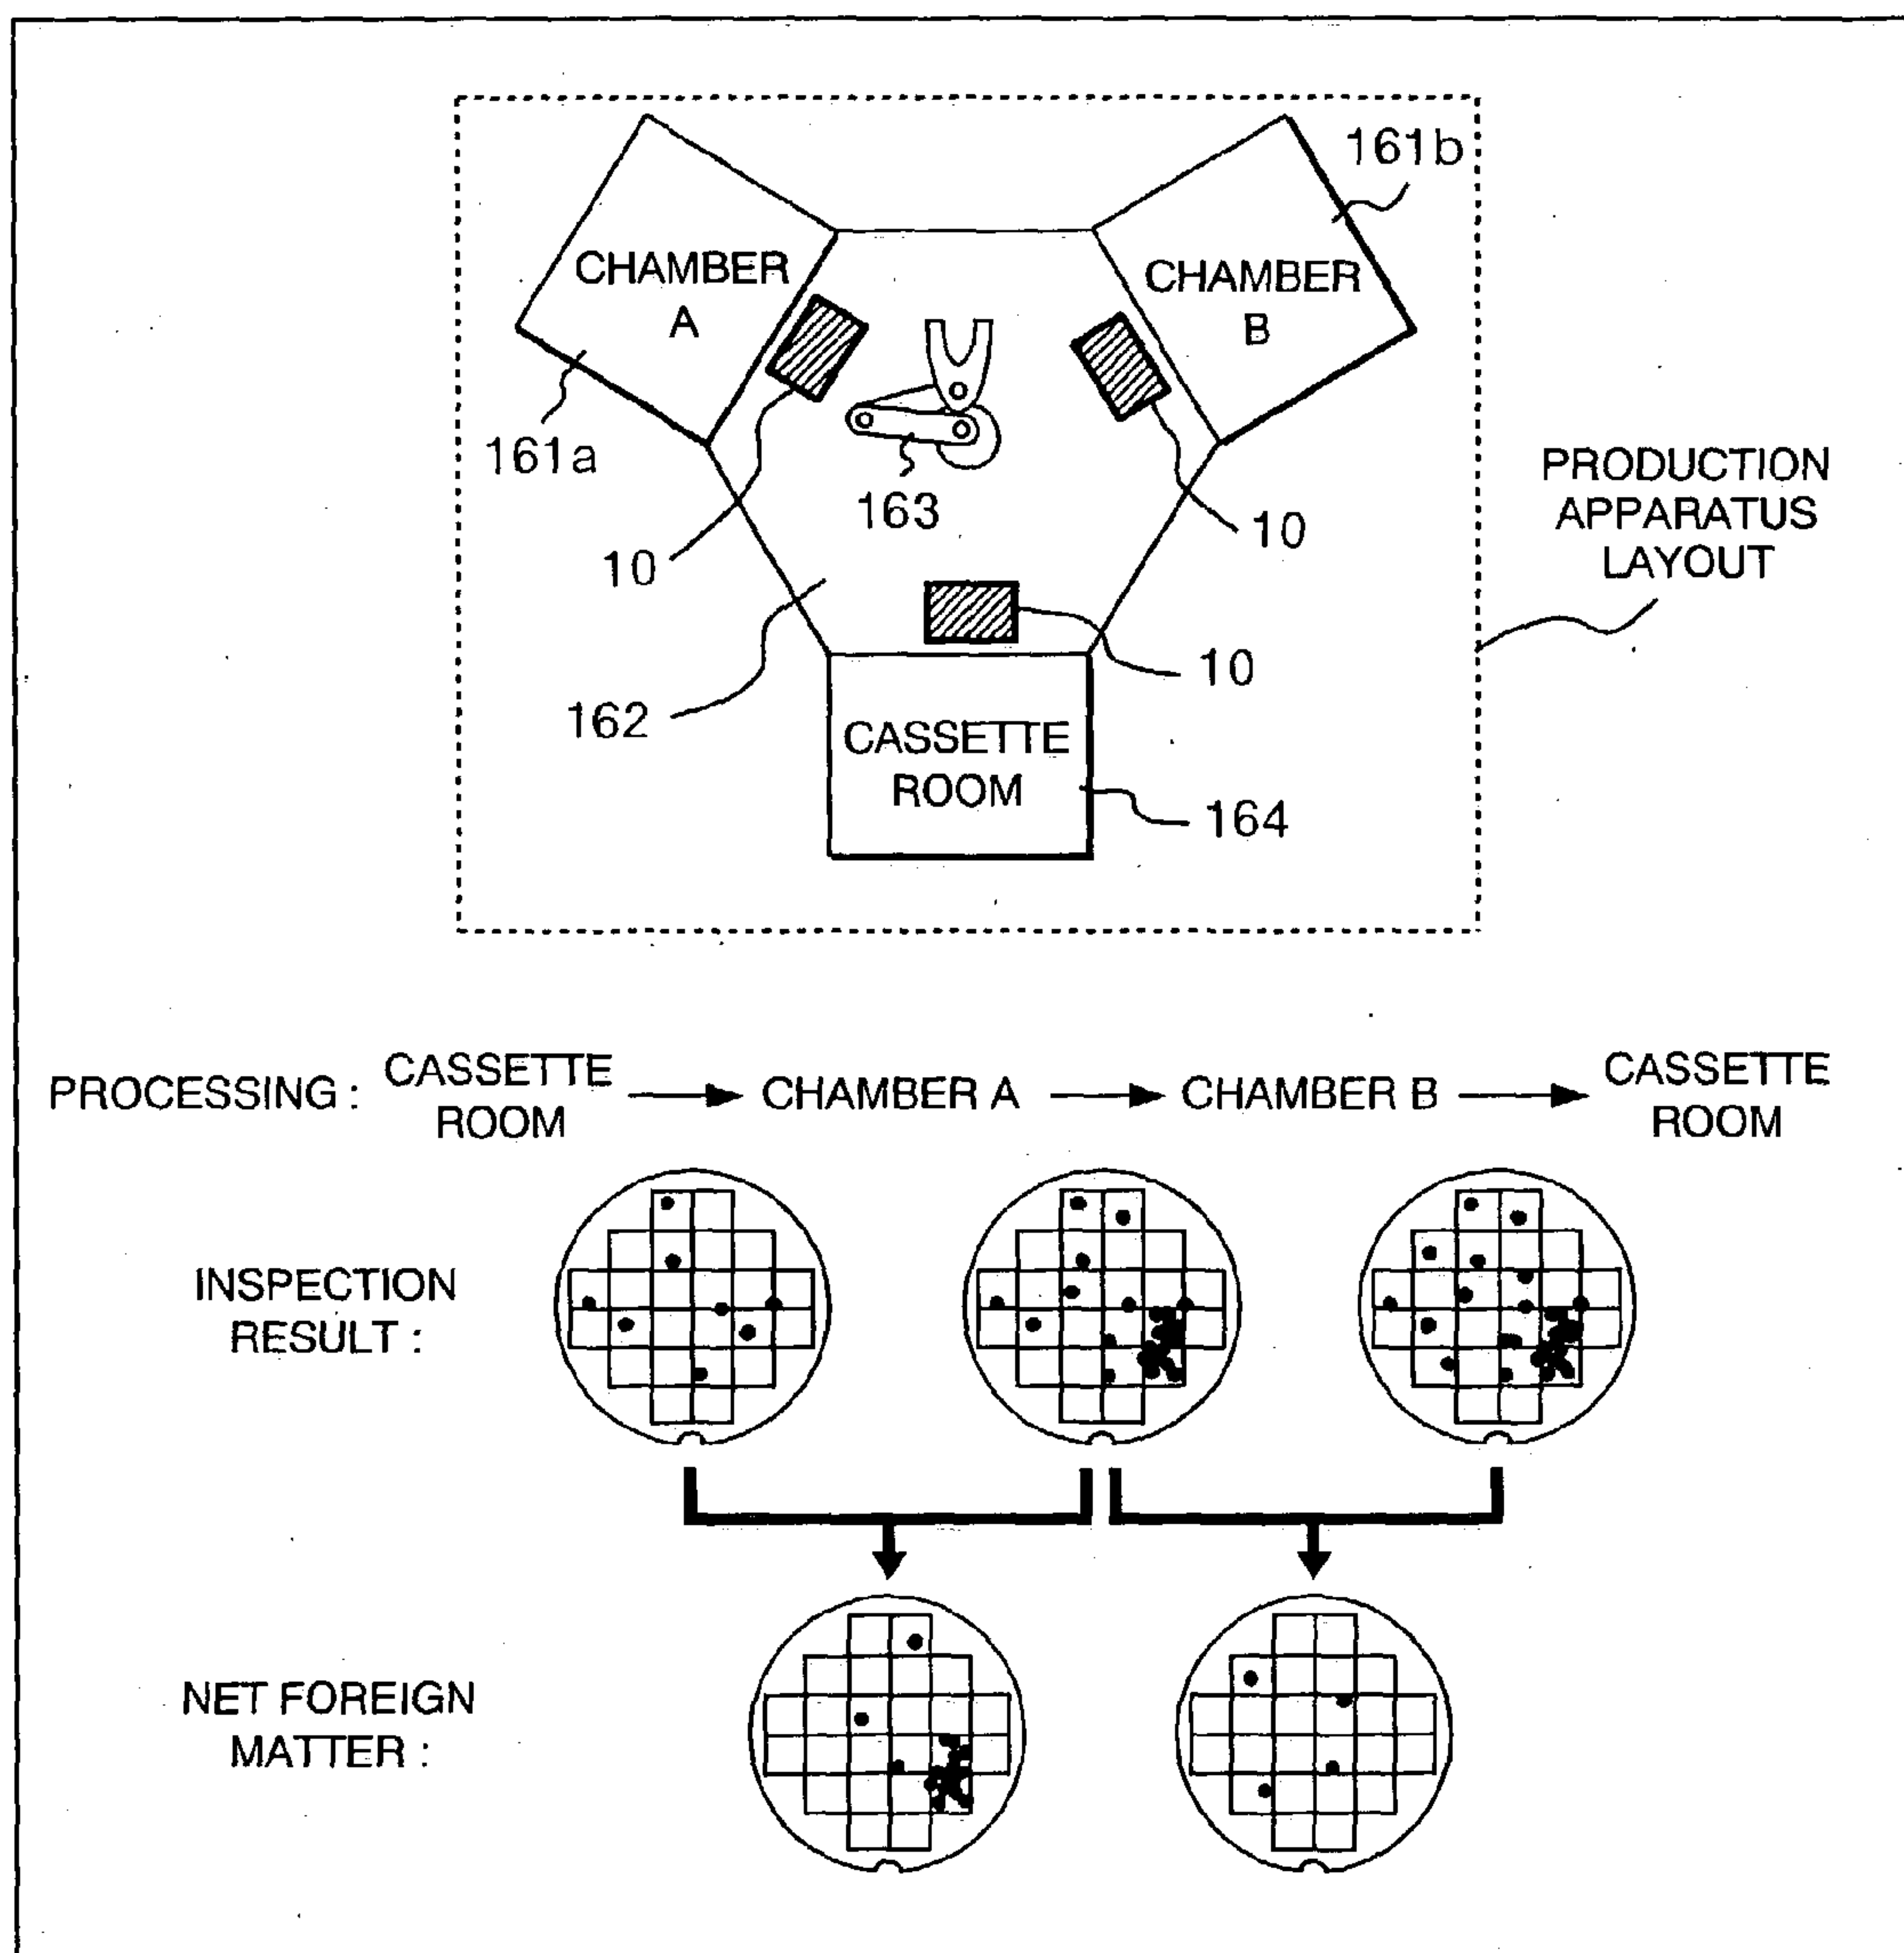 161b
CHAMBER
A
CHAMBER
B
161a
163
10
10
PRODUCTION
APPARATUS
LAYOUT
10
162
CASSETTE
ROOM
164
PROCESSING : CASSETTE ROOM → CHAMBER A → CHAMBER B → CASSETTE ROOM
INSPECTION
RESULT :
NET FOREIGN
MATTER :